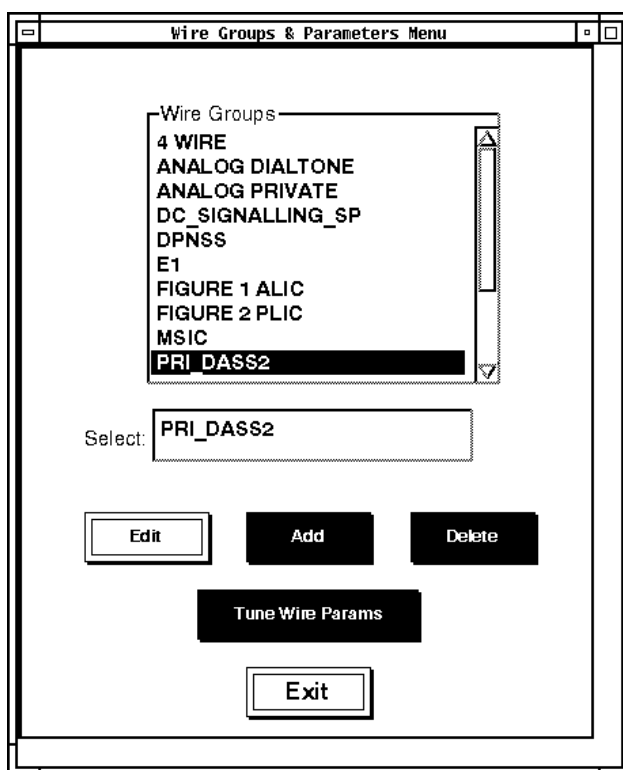 Wire Groups & Parameters Menu
Wire Groups
4 WIRE
ANALOG DIALTONE
ANALOG PRIVATE
DC_SIGNALLING_SP
DPNSS
E1
FIGURE 1 ALIC
FIGURE 2 PLIC
MSIC
PRI_DASS2
Select: PRI_DASS2
Edit Add Delete
Tune Wire Params
Exit